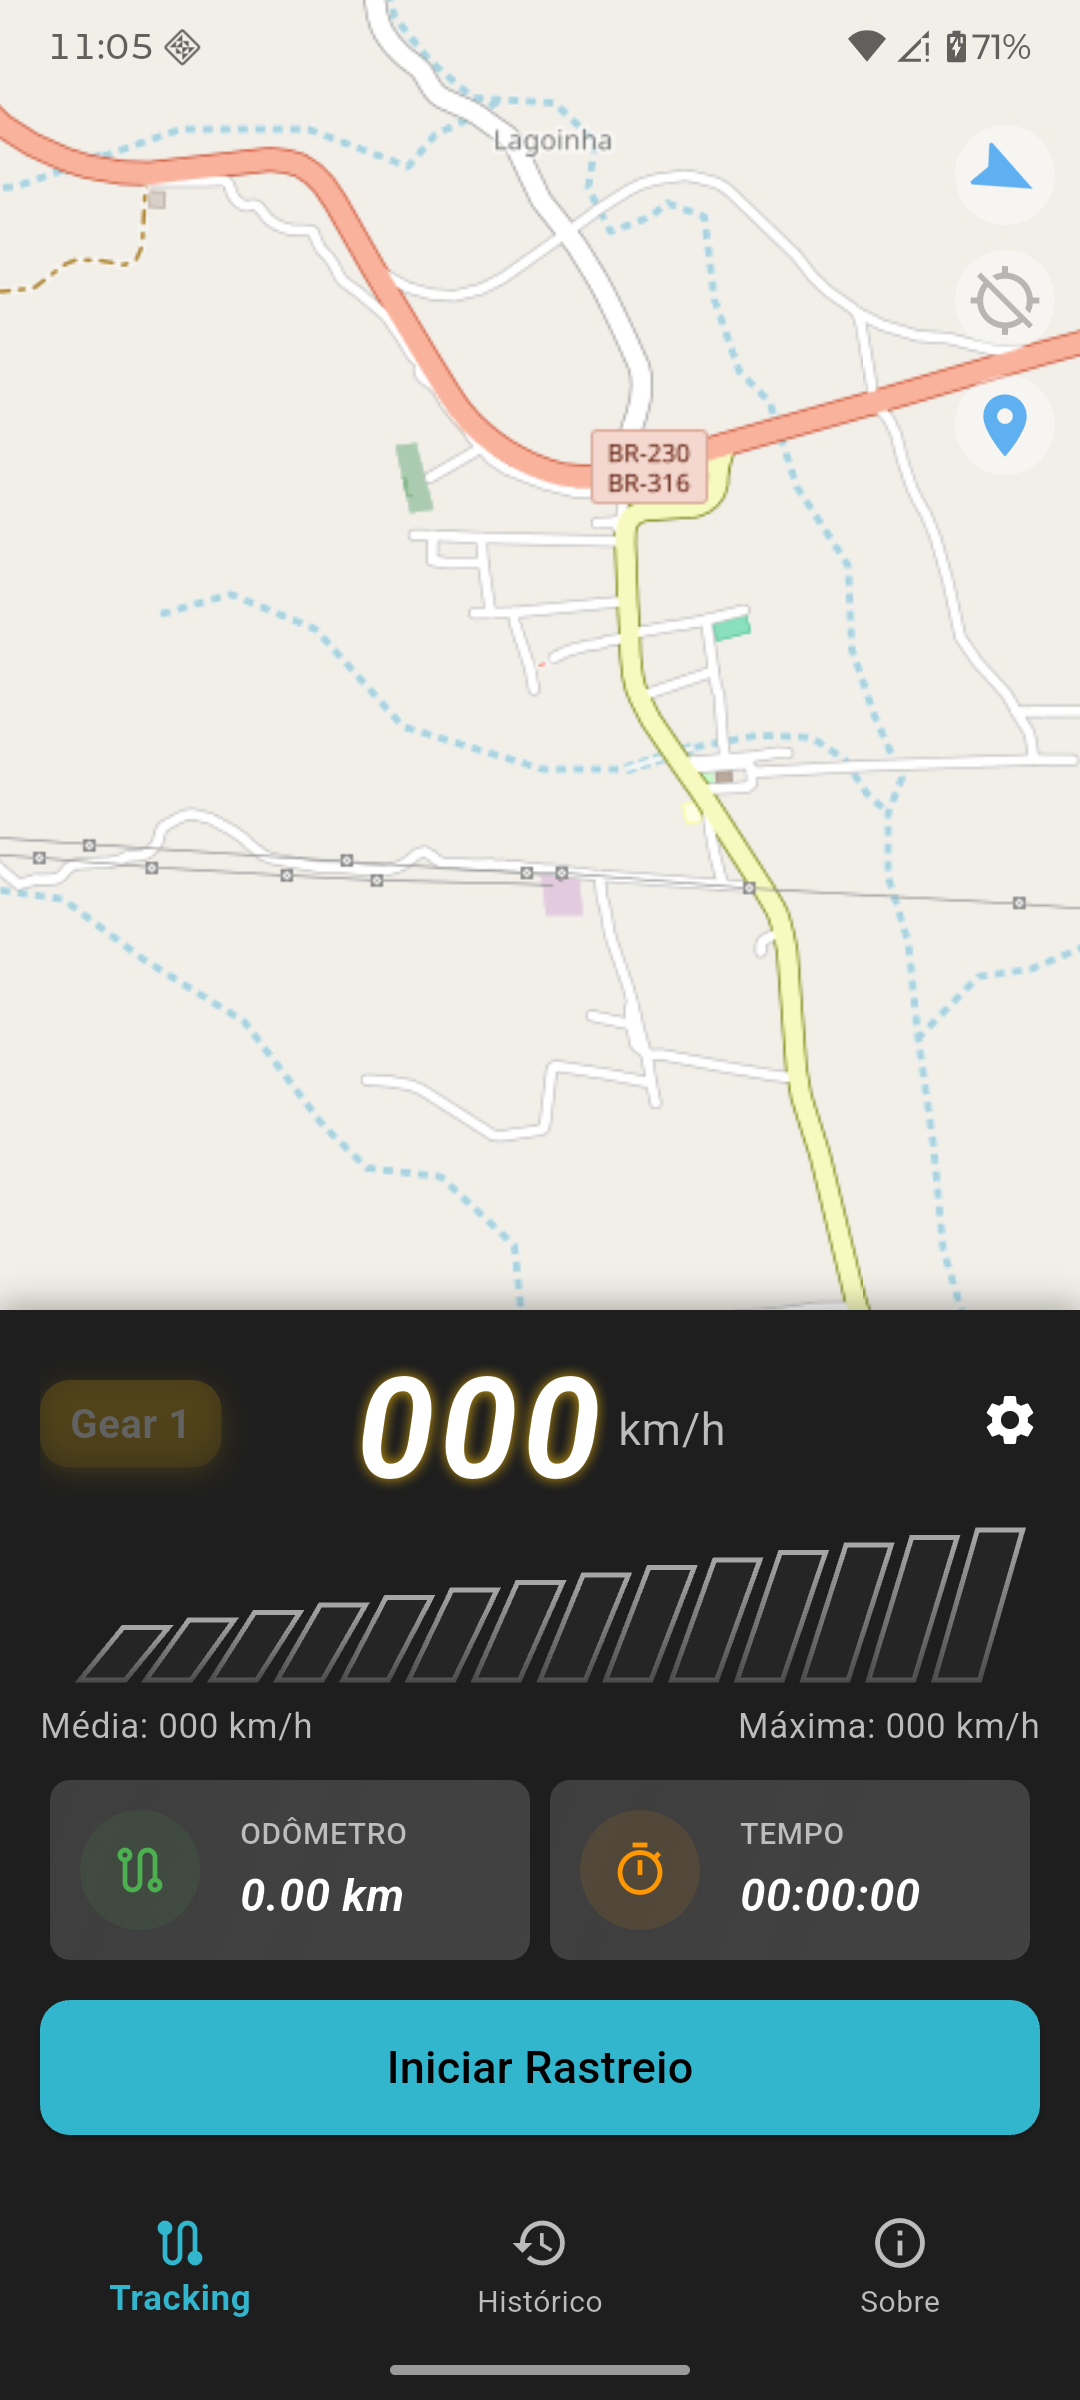 11:05
71%
Lagoinha
BR-230
BR-316
Gear 1
000 km/h
Média: 000 km/h
Máxima: 000 km/h
ODÔMETRO
0.00 km
TEMPO
00:00:00
Iniciar Rastreio
Tracking
Histórico
Sobre